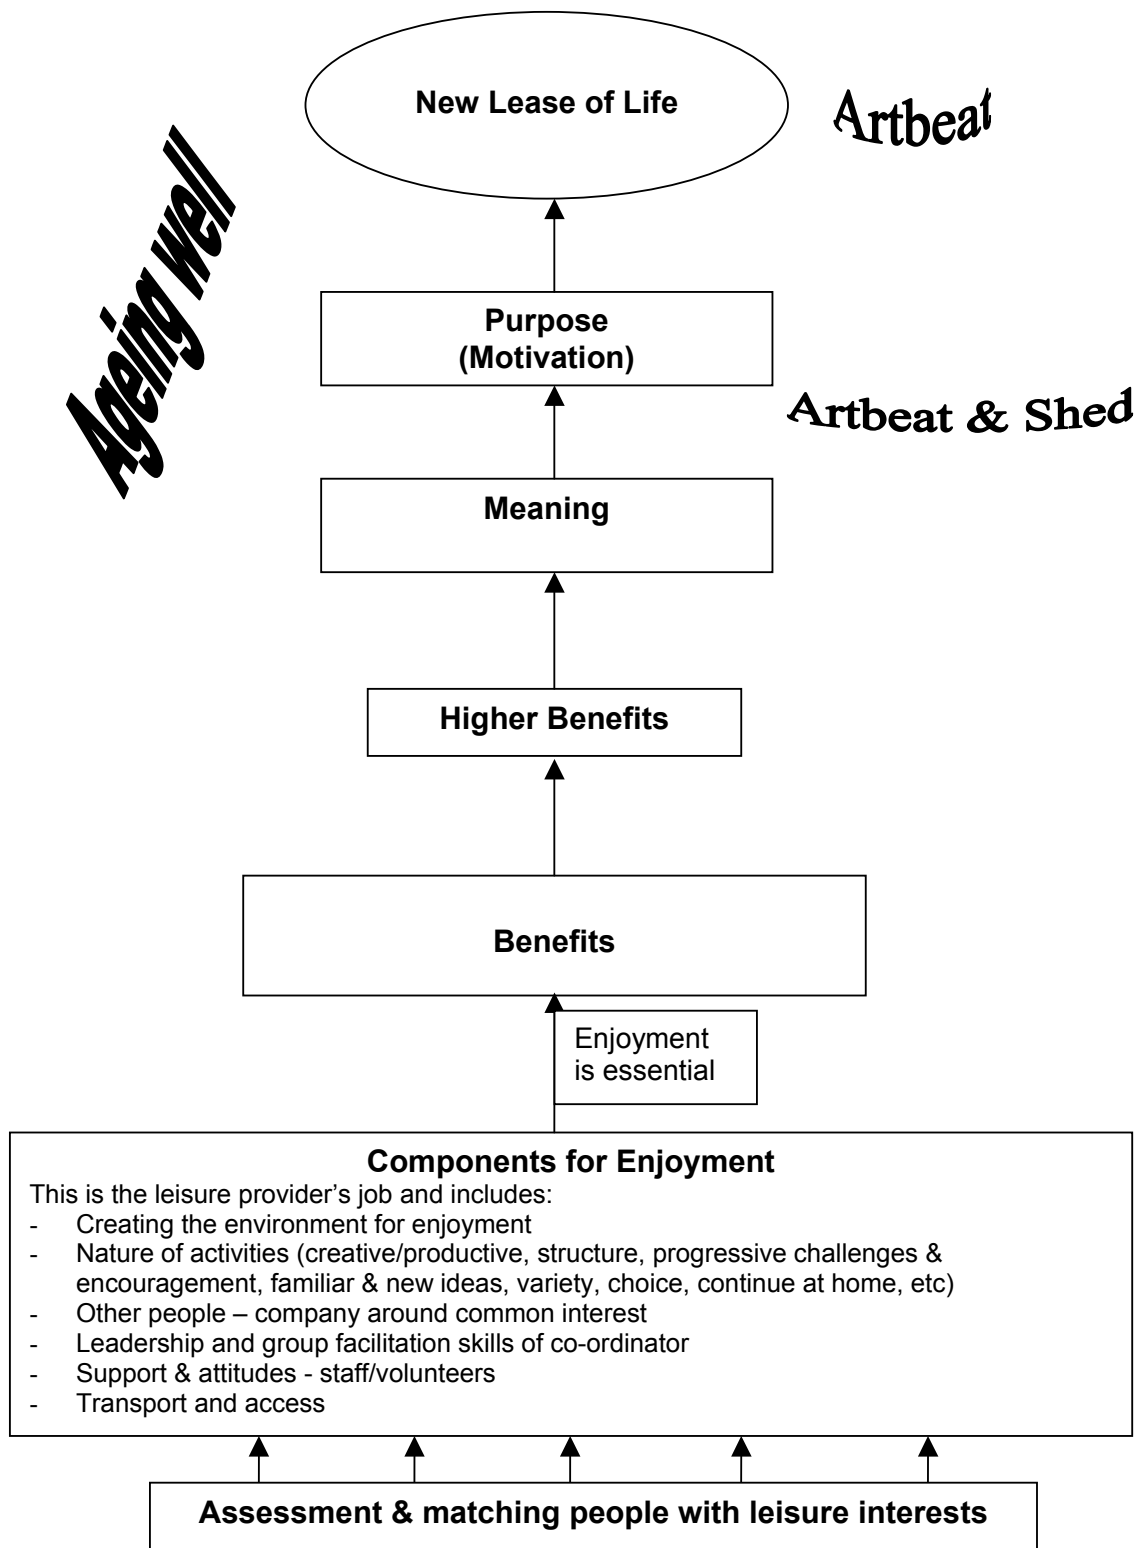 New Lease of Life
Artbeat
Ageing well
Purpose
(Motivation)
Artbeat & Shed
Meaning
Higher Benefits
Benefits
Enjoyment
is essential
Components for Enjoyment
This is the leisure provider’s job and includes:
- Creating the environment for enjoyment
- Nature of activities (creative/productive, structure, progressive challenges &
encouragement, familiar & new ideas, variety, choice, continue at home, etc)
- Other people – company around common interest
- Leadership and group facilitation skills of co-ordinator
- Support & attitudes - staff/volunteers
- Transport and access
Assessment & matching people with leisure interests